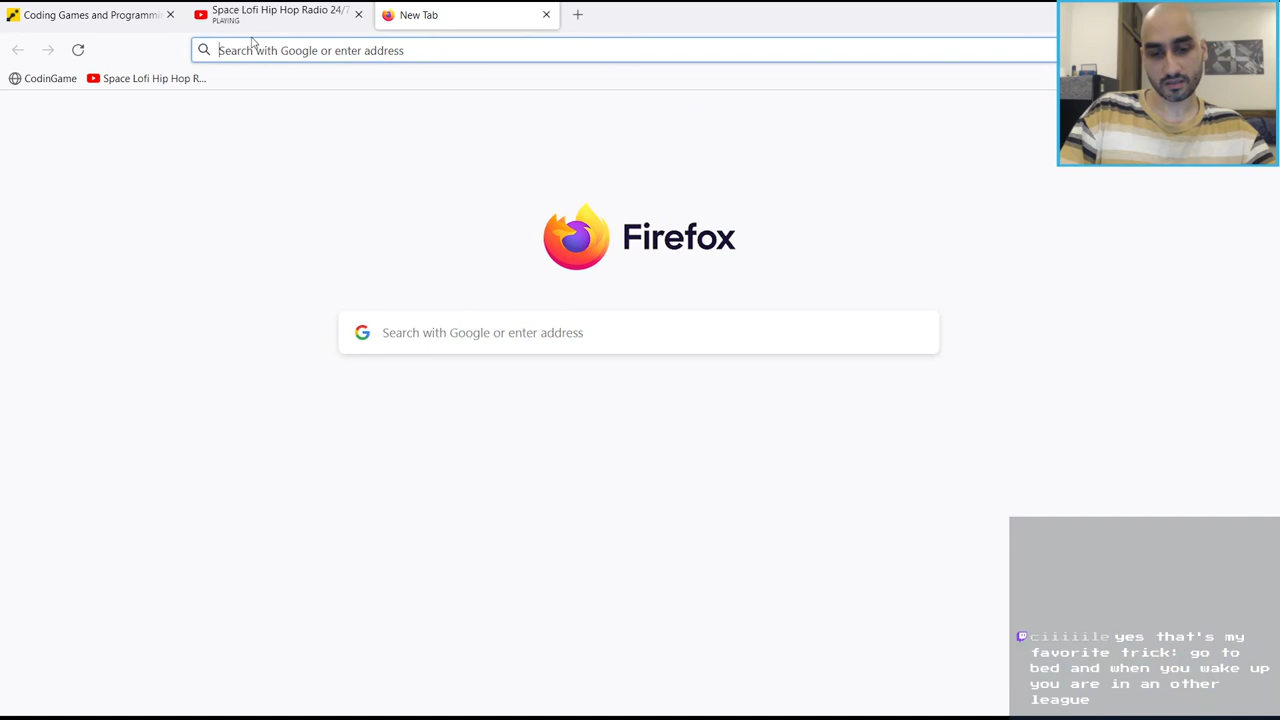 Coding Games and Programmi
Space Lofi Hip Hop Radio 24/7
PLAYING
New Tab
Search with Google or enter address
CodinGame
Space Lofi Hip Hop R...
Firefox
Search with Google or enter address
ciiiiile yes that's my
favorite trick: go to
bed and when you wake up
you are in an other
league